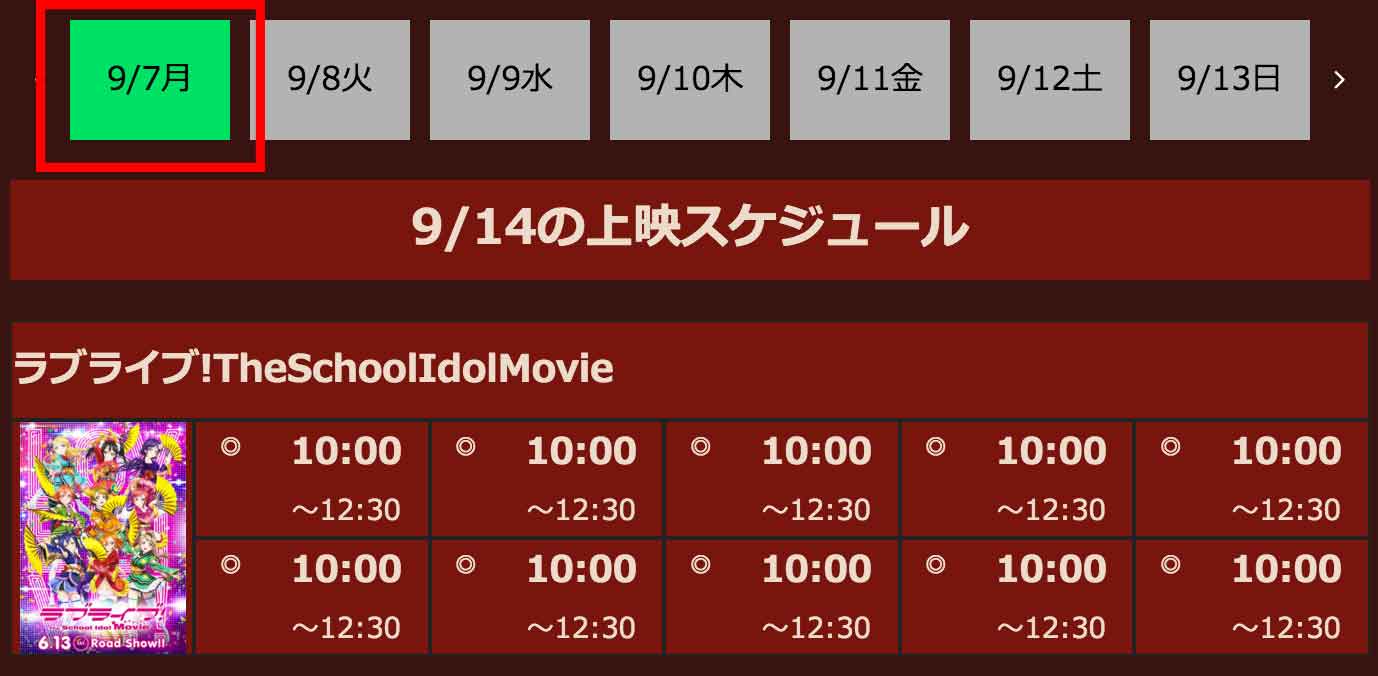 9/7月 9/8火 9/9水 9/10木 9/11金 9/12土 9/13日
9/14の上映スケジュール
ラブライブ!TheSchoolIdolMovie
◎ 10:00 ◎ 10:00 ◎ 10:00 ◎ 10:00 ◎ 10:00
～12:30 ～12:30 ～12:30 ～12:30 ～12:30
◎ 10:00 ◎ 10:00 ◎ 10:00 ◎ 10:00 ◎ 10:00
～12:30 ～12:30 ～12:30 ～12:30 ～12:30
ラブライブ!
The School Idol Movie
6.13 Road Show!!